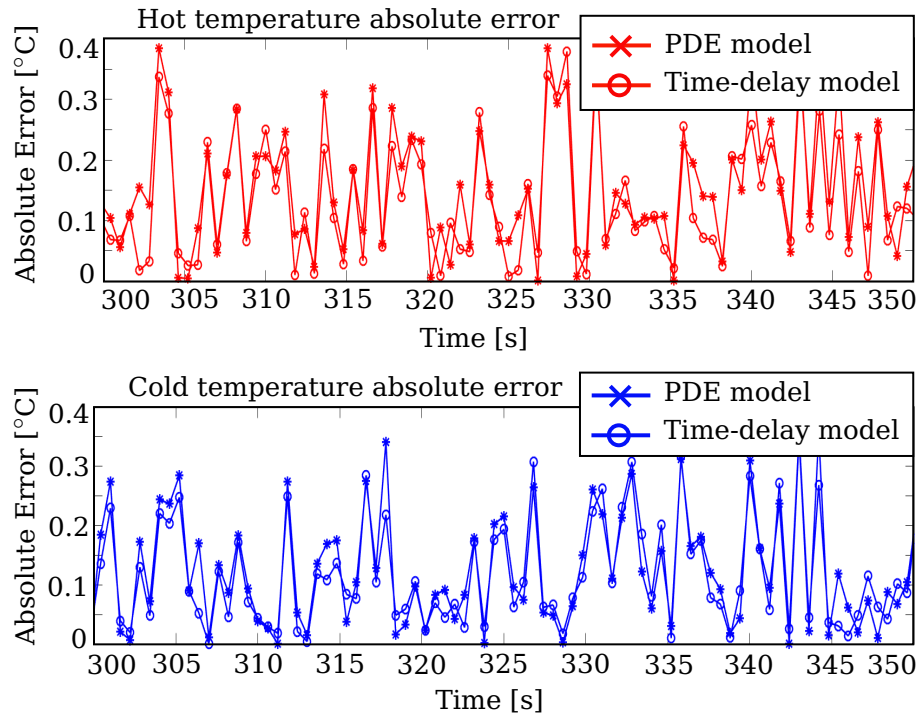 Hot temperature absolute error
PDE model
Time-delay model
Absolute Error [°C]
0.4
0.3
0.2
0.1
0
300 305 310 315 320 325 330 335 340 345 350
Time [s]
Cold temperature absolute error
PDE model
Time-delay model
Absolute Error [°C]
0.4
0.3
0.2
0.1
0
300 305 310 315 320 325 330 335 340 345 350
Time [s]